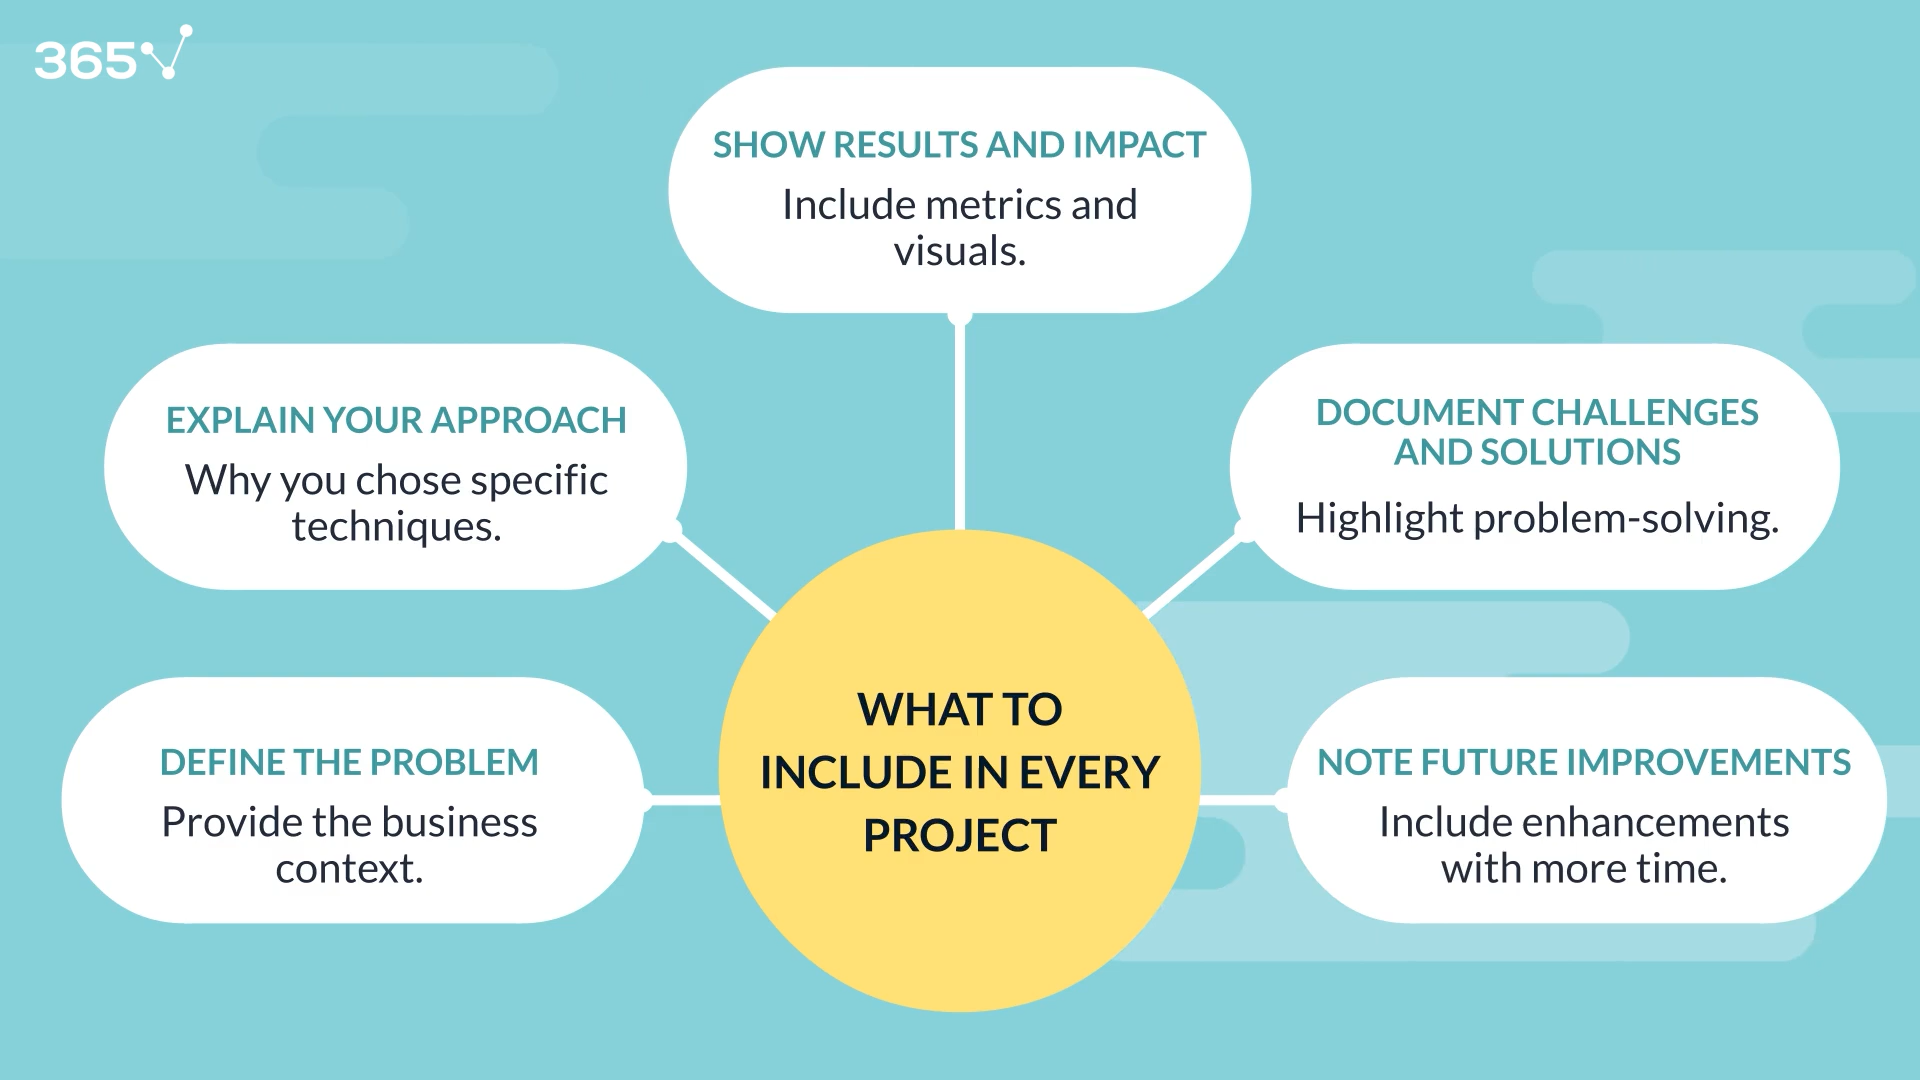 365
SHOW RESULTS AND IMPACT
Include metrics and
visuals.
EXPLAIN YOUR APPROACH
Why you chose specific
techniques.
DOCUMENT CHALLENGES
AND SOLUTIONS
Highlight problem-solving.
DEFINE THE PROBLEM
Provide the business
context.
WHAT TO
INCLUDE IN EVERY
PROJECT
NOTE FUTURE IMPROVEMENTS
Include enhancements
with more time.